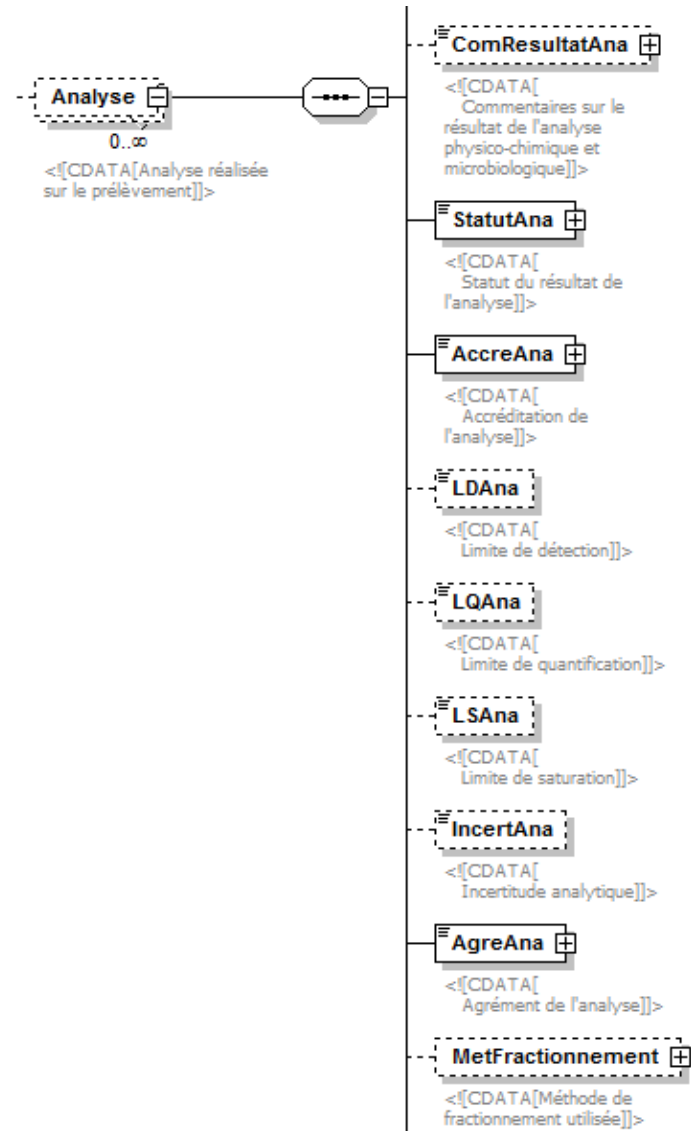 Analyse
0..∞
<![CDATA[Analyse réalisée
sur le prélèvement]]>
ComResultatAna
<![CDATA[
Commentaires sur le
résultat de l'analyse
physico-chimique et
microbiologique]]>
StatutAna
<![CDATA[
Statut du résultat de
l'analyse]]>
AccreAna
<![CDATA[
Accréditation de
l'analyse]]>
LDAna
<![CDATA[
Limite de détection]]>
LQAna
<![CDATA[
Limite de quantification]]>
LSAna
<![CDATA[
Limite de saturation]]>
IncertAna
<![CDATA[
Incertitude analytique]]>
AgreAna
<![CDATA[
Agrément de l'analyse]]>
MetFractionnement
<![CDATA[Méthode de
fractionnement utilisée]]>